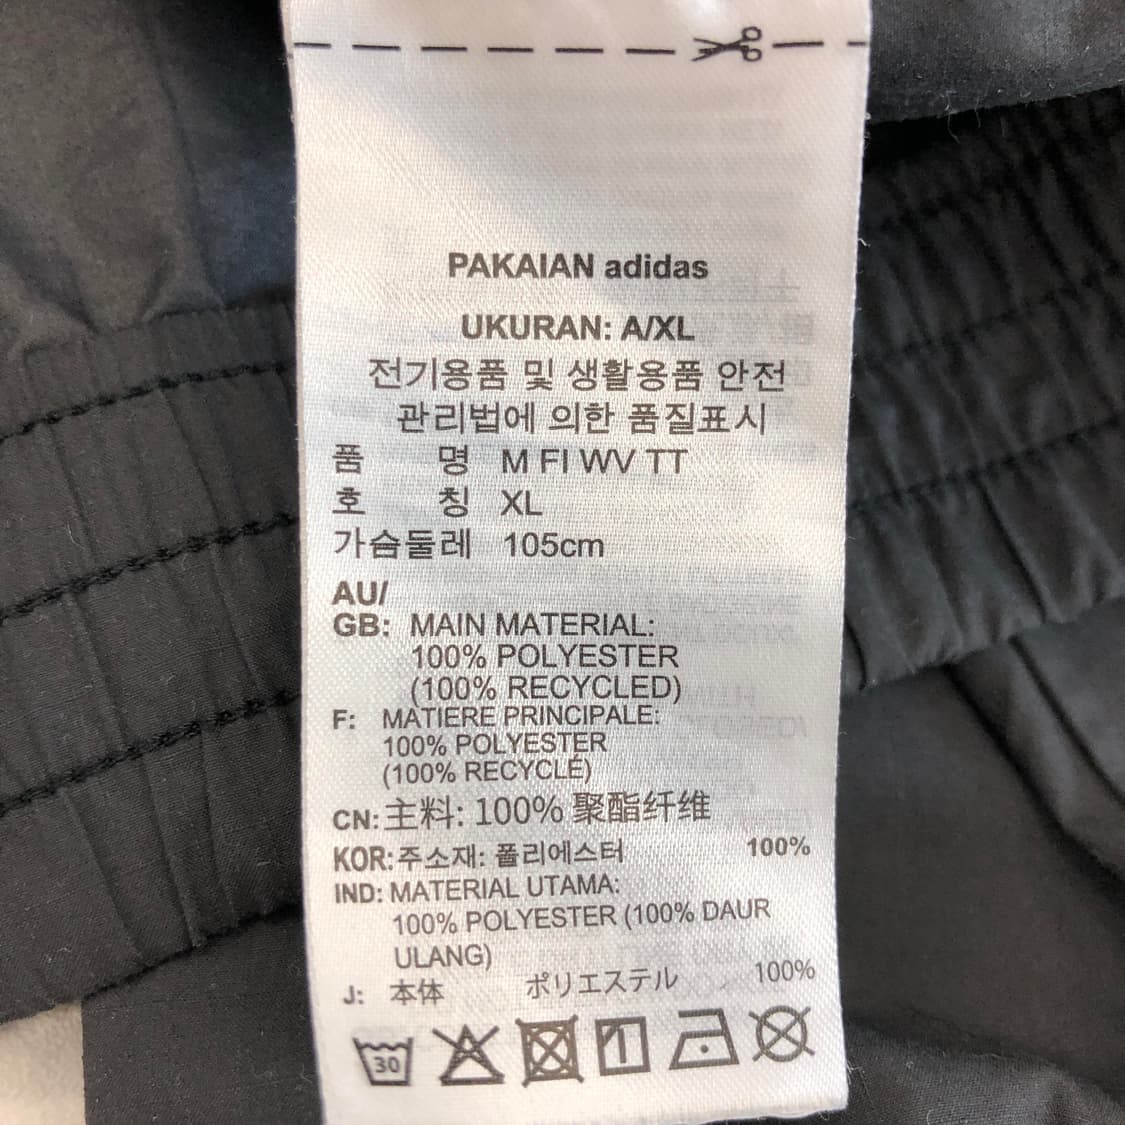 PAKAIAN adidas
UKURAN: A/XL
전기용품 및 생활용품 안전
관리법에 의한 품질표시
품 명 M FI WV TT
호 칭 XL
가슴둘레 105cm
AU/
GB: MAIN MATERIAL:
100% POLYESTER
(100% RECYCLED)
F: MATIERE PRINCIPALE:
100% POLYESTER
(100% RECYCLÉ)
CN: 主料: 100% 聚酯纤维
KOR: 주소재: 폴리에스터 100%
IND: MATERIAL UTAMA:
100% POLYESTER (100% DAUR
ULANG)
J: 本体 ポリエステル 100%
30